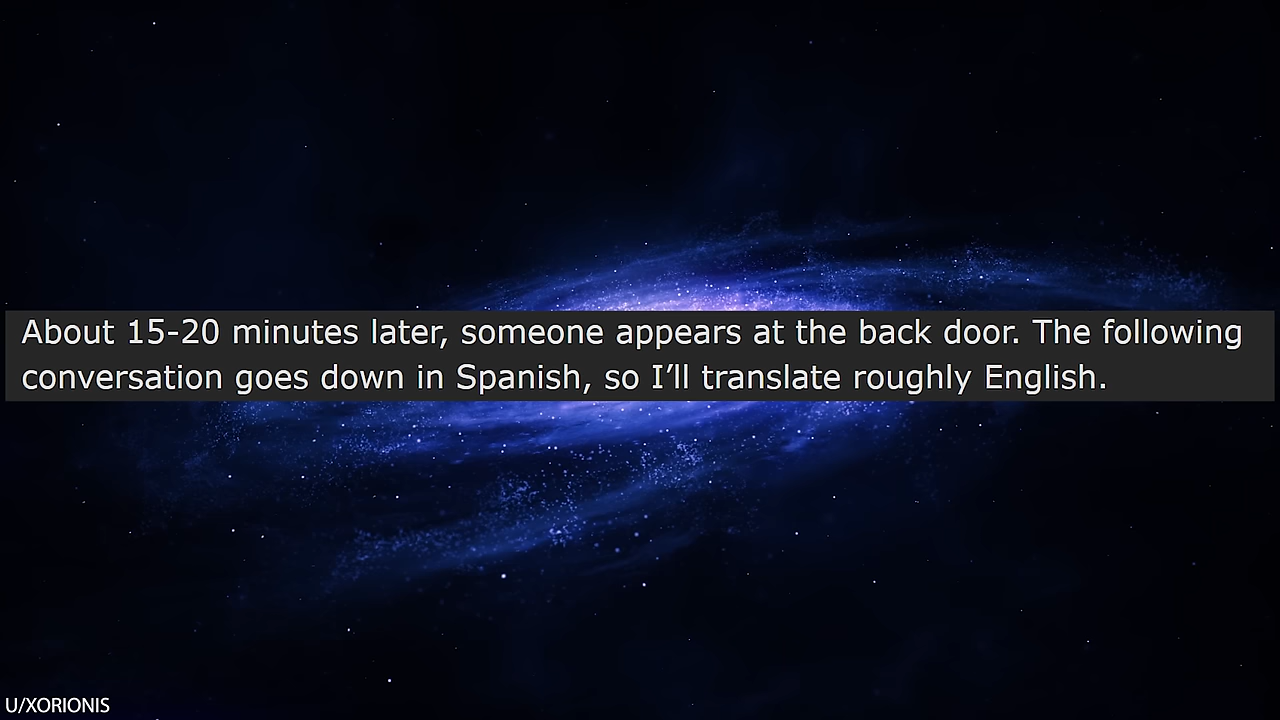 About 15-20 minutes later, someone appears at the back door. The following
conversation goes down in Spanish, so I’ll translate roughly English.
U/XORIONIS